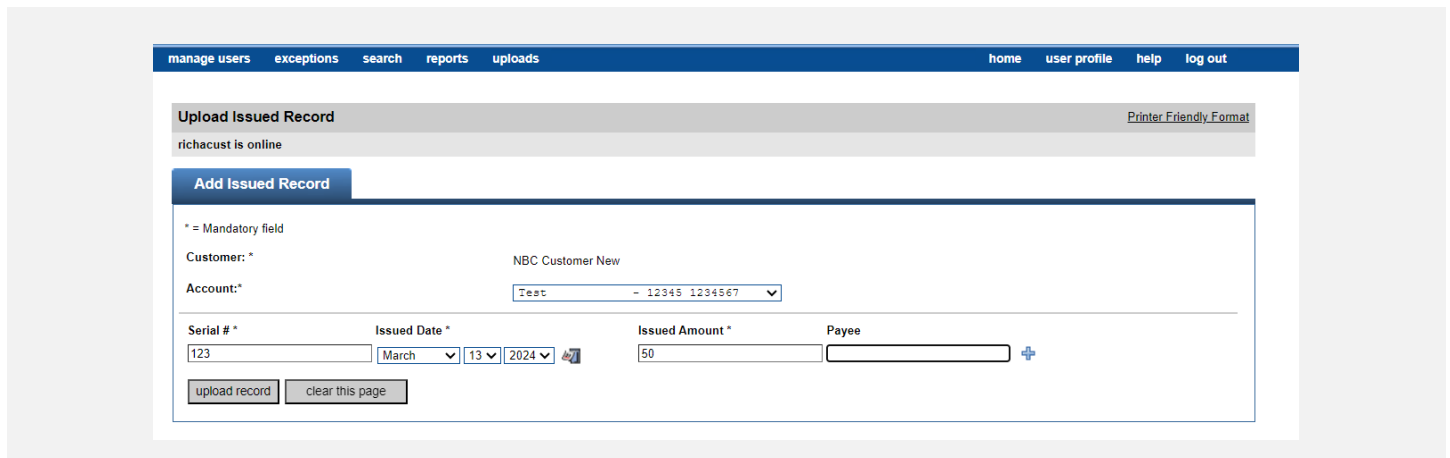 manage users exceptions search reports uploads home user profile help log out
Upload Issued Record Printer Friendly Format
richacust is online
Add Issued Record
* = Mandatory field
Customer: * NBC Customer New
Account:* Test - 12345 1234567
Serial # * Issued Date * Issued Amount * Payee
123 March 13 2024 50
upload record clear this page